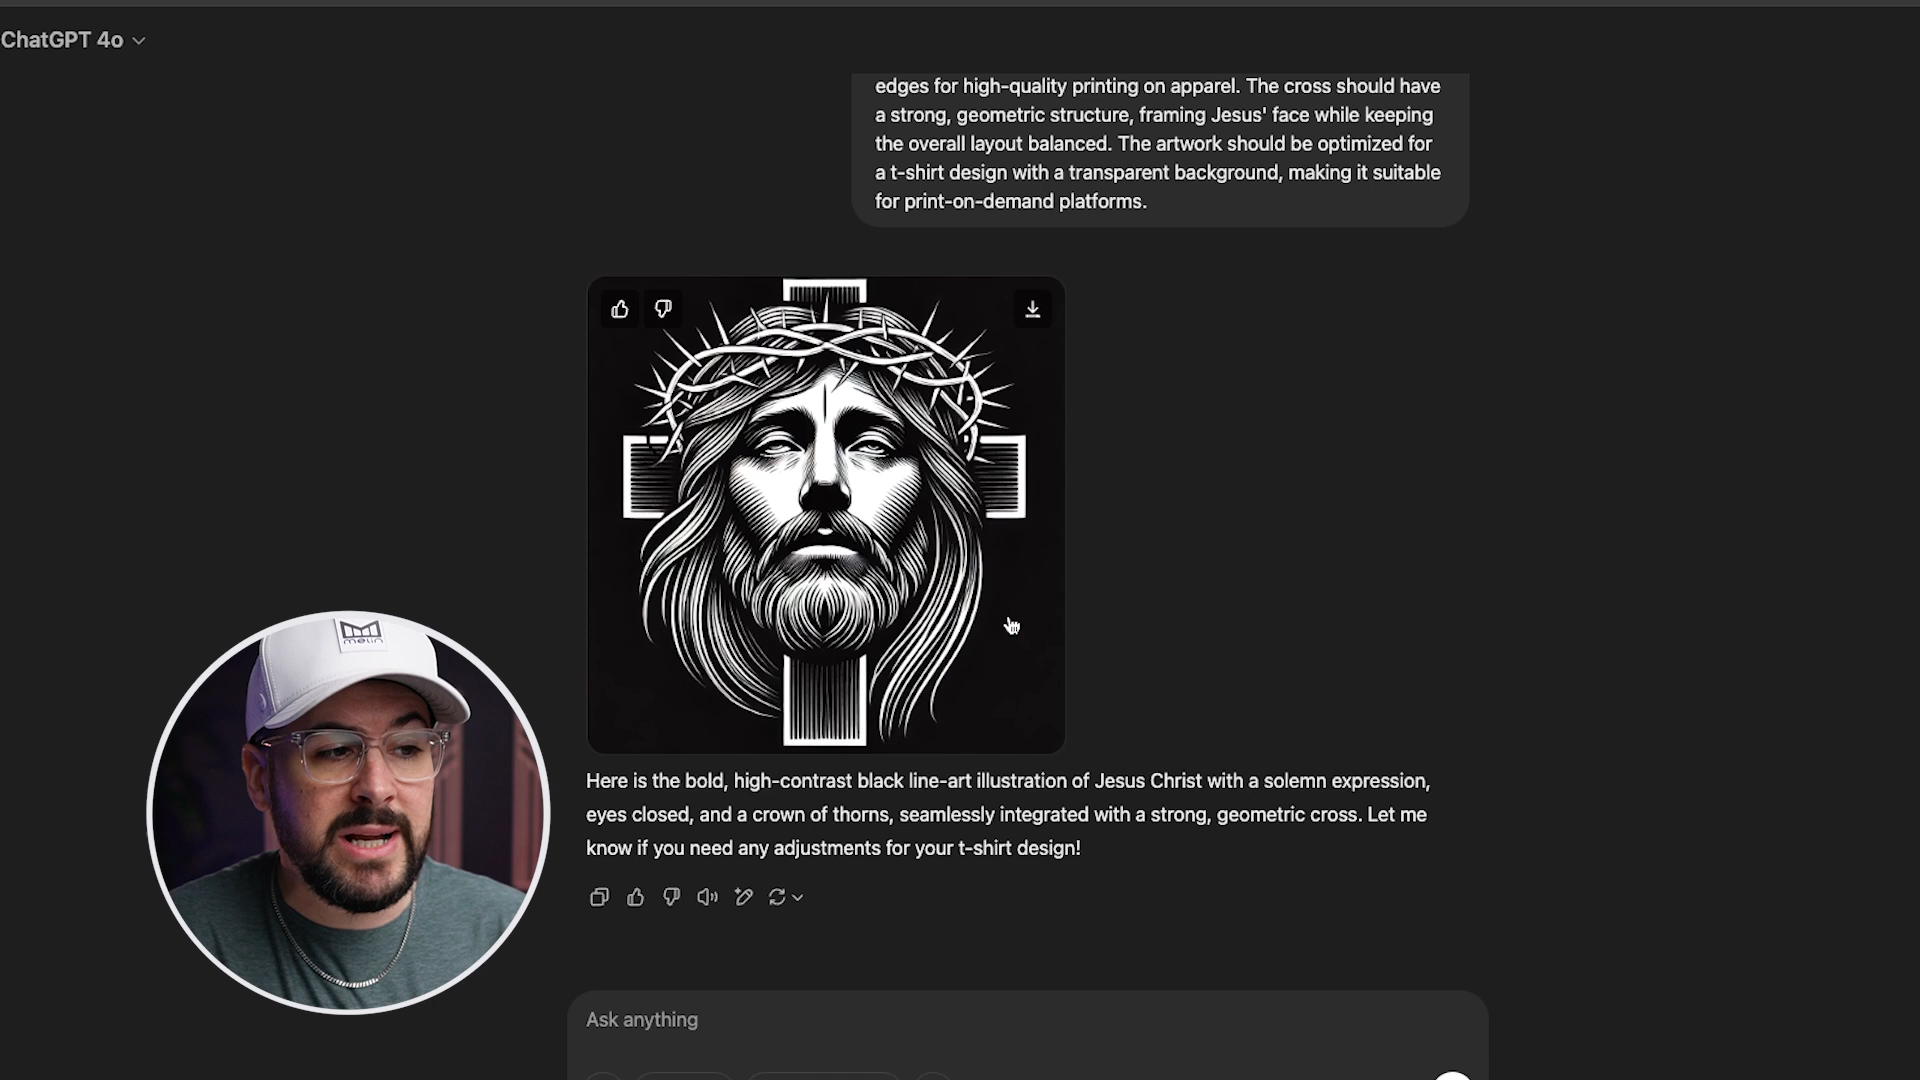 ChatGPT 4o
edges for high-quality printing on apparel. The cross should have
a strong, geometric structure, framing Jesus' face while keeping
the overall layout balanced. The artwork should be optimized for
a t-shirt design with a transparent background, making it suitable
for print-on-demand platforms.
melin
Here is the bold, high-contrast black line-art illustration of Jesus Christ with a solemn expression,
eyes closed, and a crown of thorns, seamlessly integrated with a strong, geometric cross. Let me
know if you need any adjustments for your t-shirt design!
Ask anything